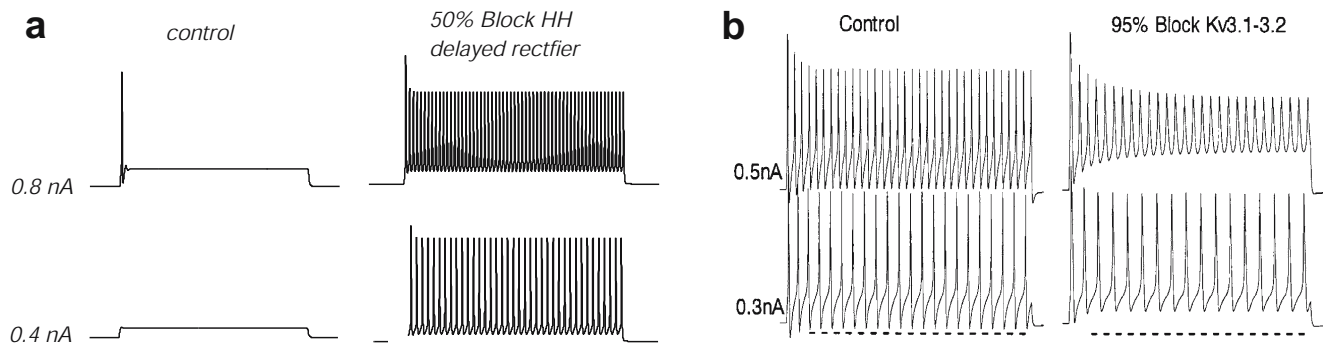 a
control
50% Block HH
delayed rectfier
0.8 nA
0.4 nA
b
Control
95% Block Kv3.1-3.2
0.5nA
0.3nA